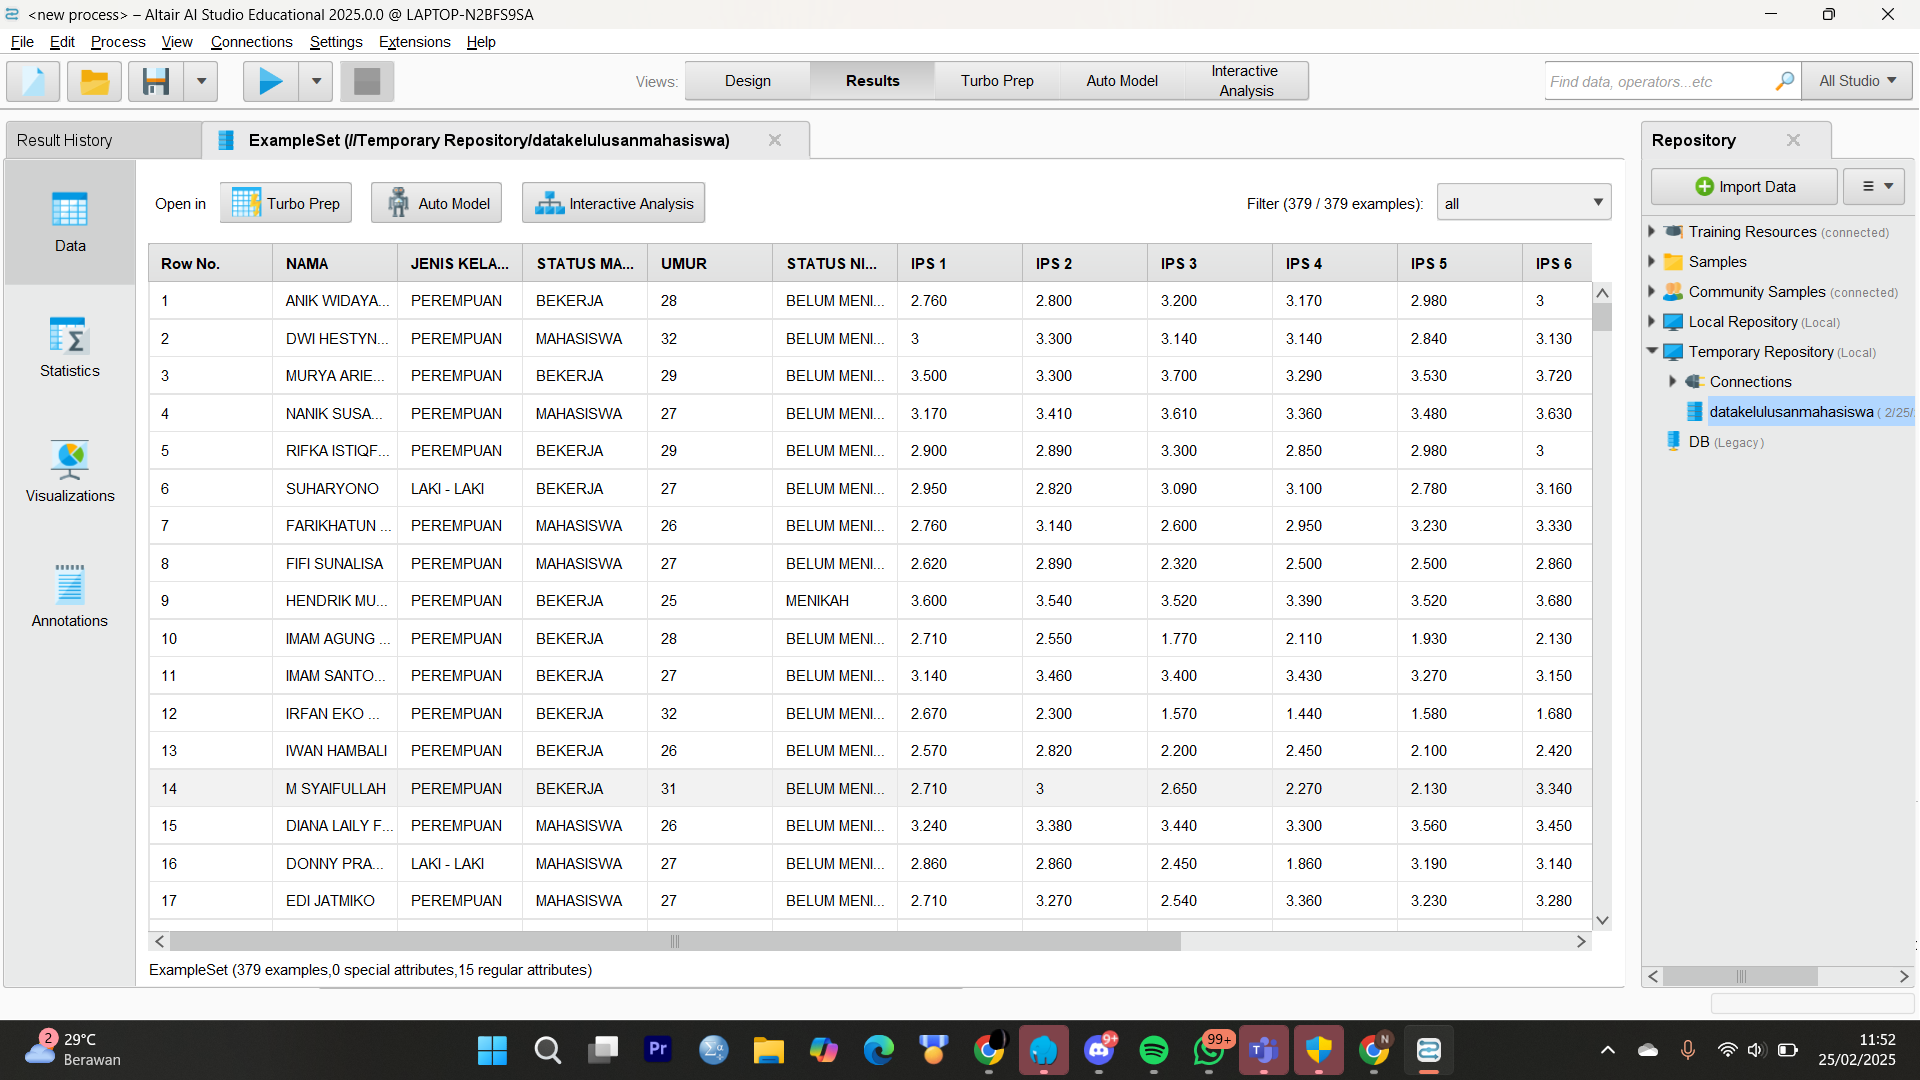 <new process> – Altair AI Studio Educational 2025.0.0 @ LAPTOP-N2BFS9SA
File Edit Process View Connections Settings Extensions Help
Views: Design Results Turbo Prep Auto Model Interactive Analysis
Find data, operators...etc All Studio
Result History ExampleSet (//Temporary Repository/datakelulusanmahasiswa)
Open in Turbo Prep Auto Model Interactive Analysis Filter (379 / 379 examples): all
Data
Statistics
Visualizations
Annotations
Row No. NAMA JENIS KELA... STATUS MA... UMUR STATUS NI... IPS 1 IPS 2 IPS 3 IPS 4 IPS 5 IPS 6
1 ANIK WIDAYA... PEREMPUAN BEKERJA 28 BELUM MENI... 2.760 2.800 3.200 3.170 2.980 3
2 DWI HESTYN... PEREMPUAN MAHASISWA 32 BELUM MENI... 3 3.300 3.140 3.140 2.840 3.130
3 MURYA ARIE... PEREMPUAN BEKERJA 29 BELUM MENI... 3.500 3.300 3.700 3.290 3.530 3.720
4 NANIK SUSA... PEREMPUAN MAHASISWA 27 BELUM MENI... 3.170 3.410 3.610 3.360 3.480 3.630
5 RIFKA ISTIQF... PEREMPUAN BEKERJA 29 BELUM MENI... 2.900 2.890 3.300 2.850 2.980 3
6 SUHARYONO LAKI - LAKI BEKERJA 27 BELUM MENI... 2.950 2.820 3.090 3.100 2.780 3.160
7 FARIKHATUN ... PEREMPUAN MAHASISWA 26 BELUM MENI... 2.760 3.140 2.600 2.950 3.230 3.330
8 FIFI SUNALISA PEREMPUAN MAHASISWA 27 BELUM MENI... 2.620 2.890 2.320 2.500 2.500 2.860
9 HENDRIK MU... PEREMPUAN BEKERJA 25 MENIKAH 3.600 3.540 3.520 3.390 3.520 3.680
10 IMAM AGUNG ... PEREMPUAN BEKERJA 28 BELUM MENI... 2.710 2.550 1.770 2.110 1.930 2.130
11 IMAM SANTO... PEREMPUAN BEKERJA 27 BELUM MENI... 3.140 3.460 3.400 3.430 3.270 3.150
12 IRFAN EKO ... PEREMPUAN BEKERJA 32 BELUM MENI... 2.670 2.300 1.570 1.440 1.580 1.680
13 IWAN HAMBALI PEREMPUAN BEKERJA 26 BELUM MENI... 2.570 2.820 2.200 2.450 2.100 2.420
14 M SYAIFULLAH PEREMPUAN BEKERJA 31 BELUM MENI... 2.710 3 2.650 2.270 2.130 3.340
15 DIANA LAILY F... PEREMPUAN MAHASISWA 26 BELUM MENI... 3.240 3.380 3.440 3.300 3.560 3.450
16 DONNY PRA... LAKI - LAKI MAHASISWA 27 BELUM MENI... 2.860 2.860 2.450 1.860 3.190 3.140
17 EDI JATMIKO PEREMPUAN MAHASISWA 27 BELUM MENI... 2.710 3.270 2.540 3.360 3.230 3.280
ExampleSet (379 examples,0 special attributes,15 regular attributes)
Repository
Import Data
Training Resources (connected)
Samples
Community Samples (connected)
Local Repository (Local)
Temporary Repository (Local)
Connections
datakelulusanmahasiswa ( 2/25/
DB (Legacy)
2 29°C
Berawan
Pr
9+
99+
N
11:52
25/02/2025